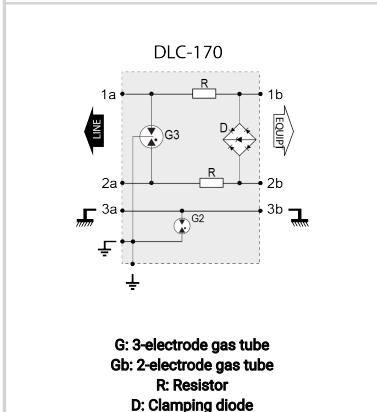 DLC-170
R
1a
1b
LINE
G3
D
EQUIPT
R
2a
2b
3a
3b
G2
G: 3-electrode gas tube
Gb: 2-electrode gas tube
R: Resistor
D: Clamping diode